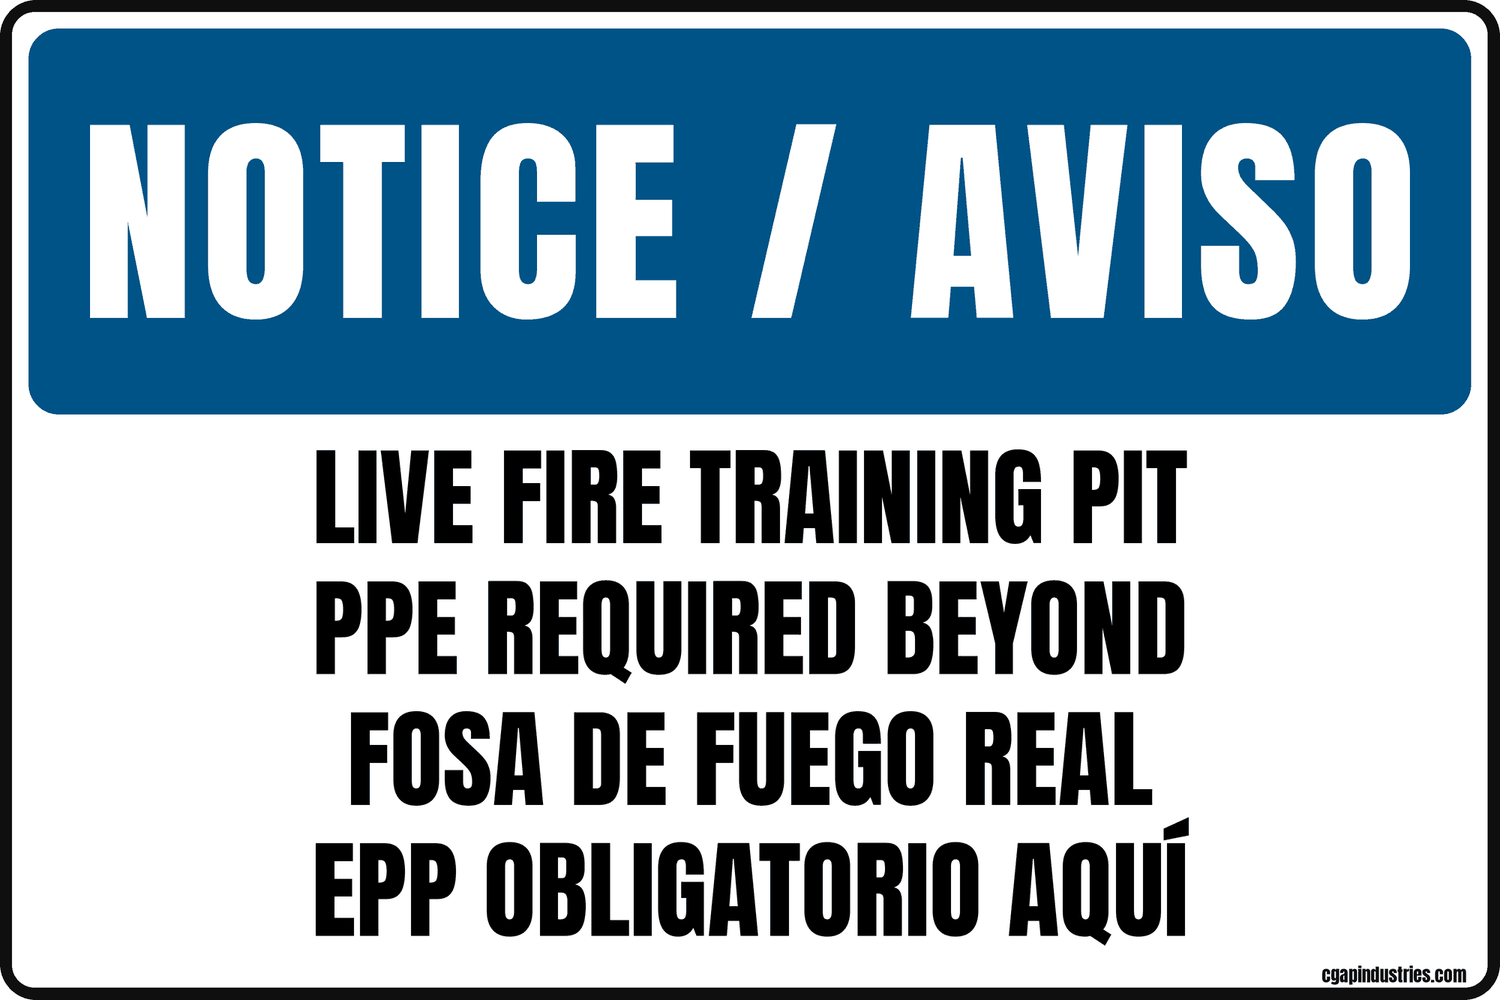 NOTICE / AVISO
LIVE FIRE TRAINING PIT
PPE REQUIRED BEYOND
FOSA DE FUEGO REAL
EPP OBLIGATORIO AQUÍ
cgapindustries.com